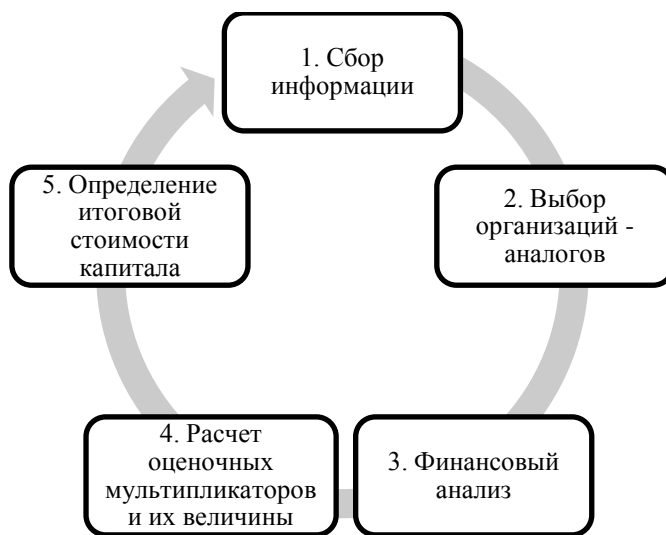 1. Сбор
информации
2. Выбор
организаций -
аналогов
3. Финансовый
анализ
4. Расчет
оценочных
мультипликаторов
и их величины
5. Определение
итоговой
стоимости
капитала